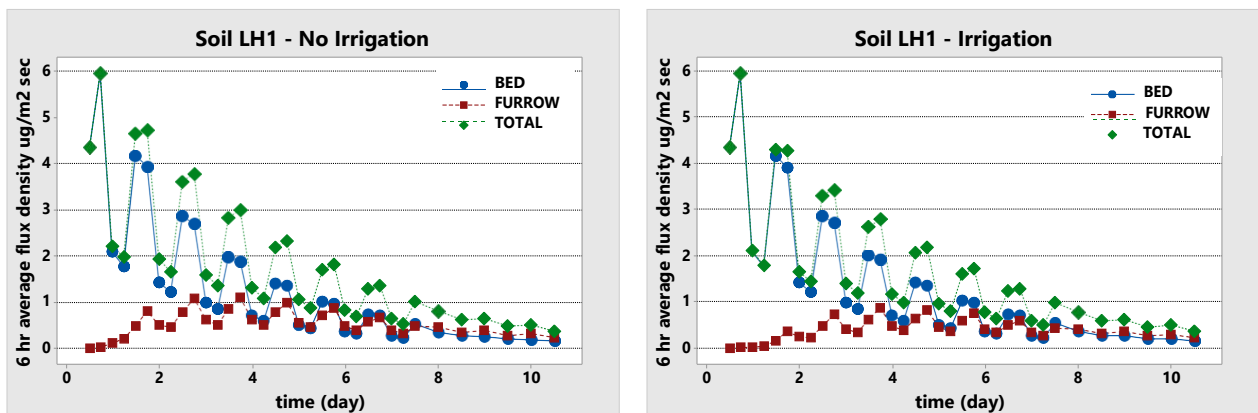 Soil LH1 - No Irrigation
6 hr average flux density ug/m2 sec
6
5
4
3
2
1
0
BED
FURROW
TOTAL
0 2 4 6 8 10
time (day)
Soil LH1 - Irrigation
6 hr average flux density ug/m2 sec
6
5
4
3
2
1
0
BED
FURROW
TOTAL
0 2 4 6 8 10
time (day)